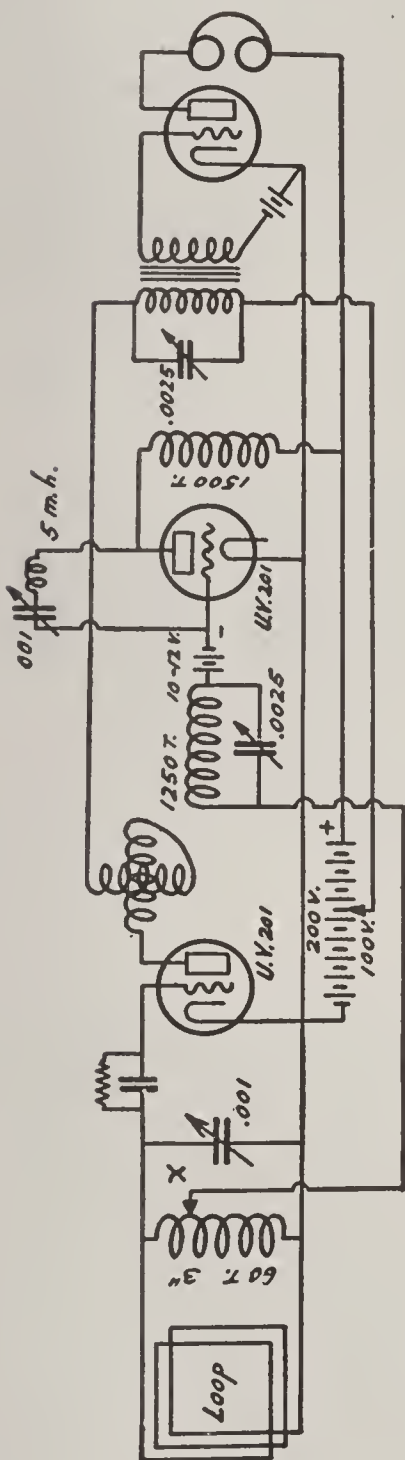 Loop
60 T. 3"
X
.001
U.V.201
1250 T.
.0025
10-12 V.
-
U.V.201
001
5 m.h.
1500 T.
.0025
200 V.
+
100 V.